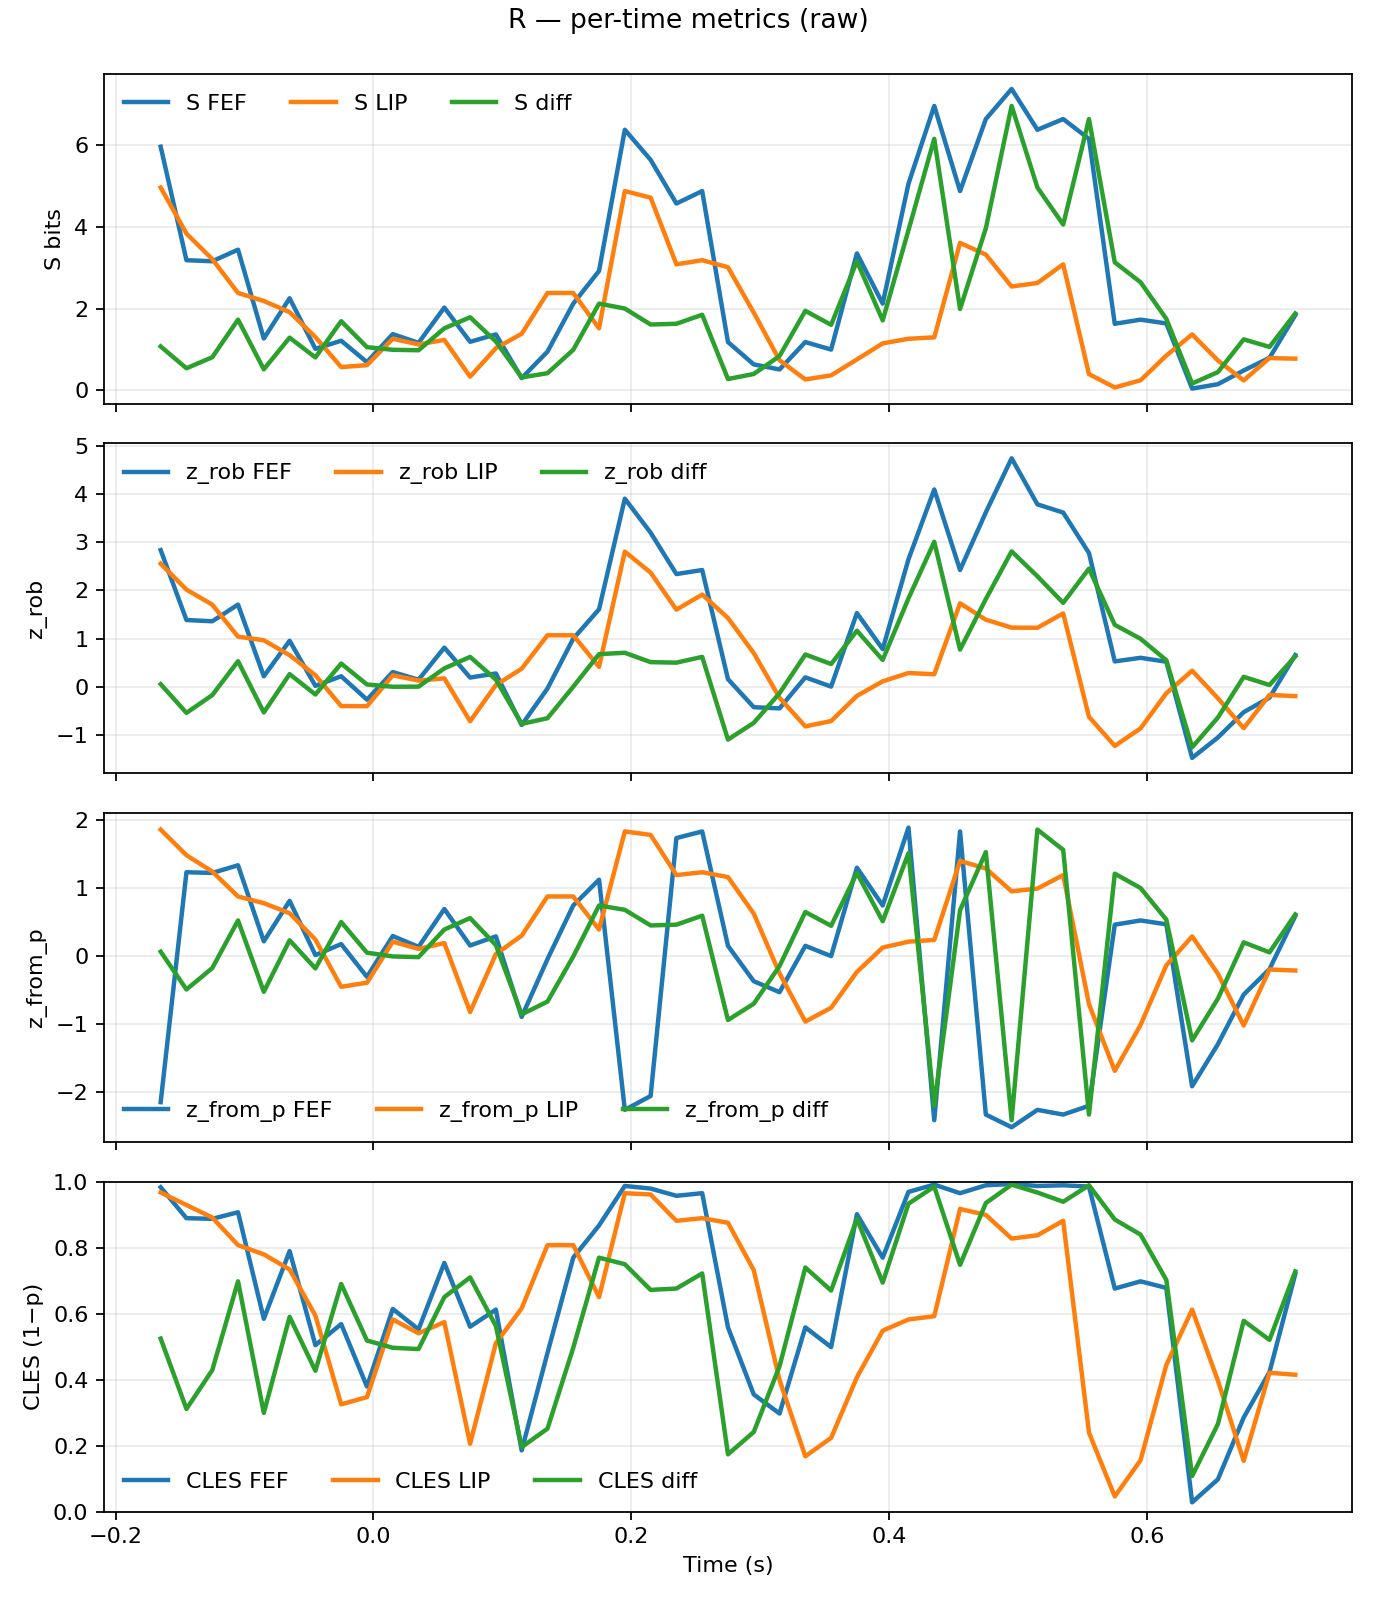 R — per-time metrics (raw)
S FEF S LIP S diff
6
4
2
0
S bits
z_rob FEF z_rob LIP z_rob diff
5
4
3
2
1
0
−1
z_rob
2
1
0
−1
−2
z_from_p
z_from_p FEF z_from_p LIP z_from_p diff
1.0
0.8
0.6
0.4
0.2
0.0
CLES (1−p)
CLES FEF CLES LIP CLES diff
−0.2 0.0 0.2 0.4 0.6
Time (s)